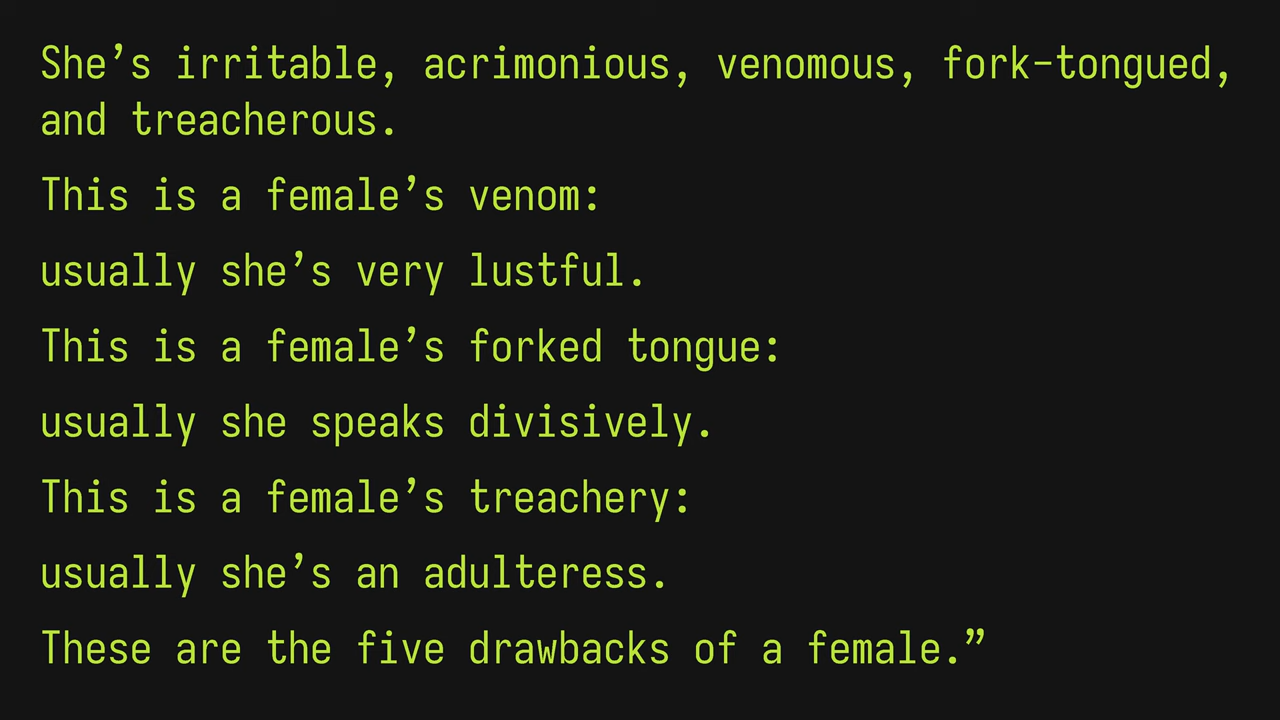 She’s irritable, acrimonious, venomous, fork-tongued,
and treacherous.
This is a female’s venom:
usually she’s very lustful.
This is a female’s forked tongue:
usually she speaks divisively.
This is a female’s treachery:
usually she’s an adulteress.
These are the five drawbacks of a female.”